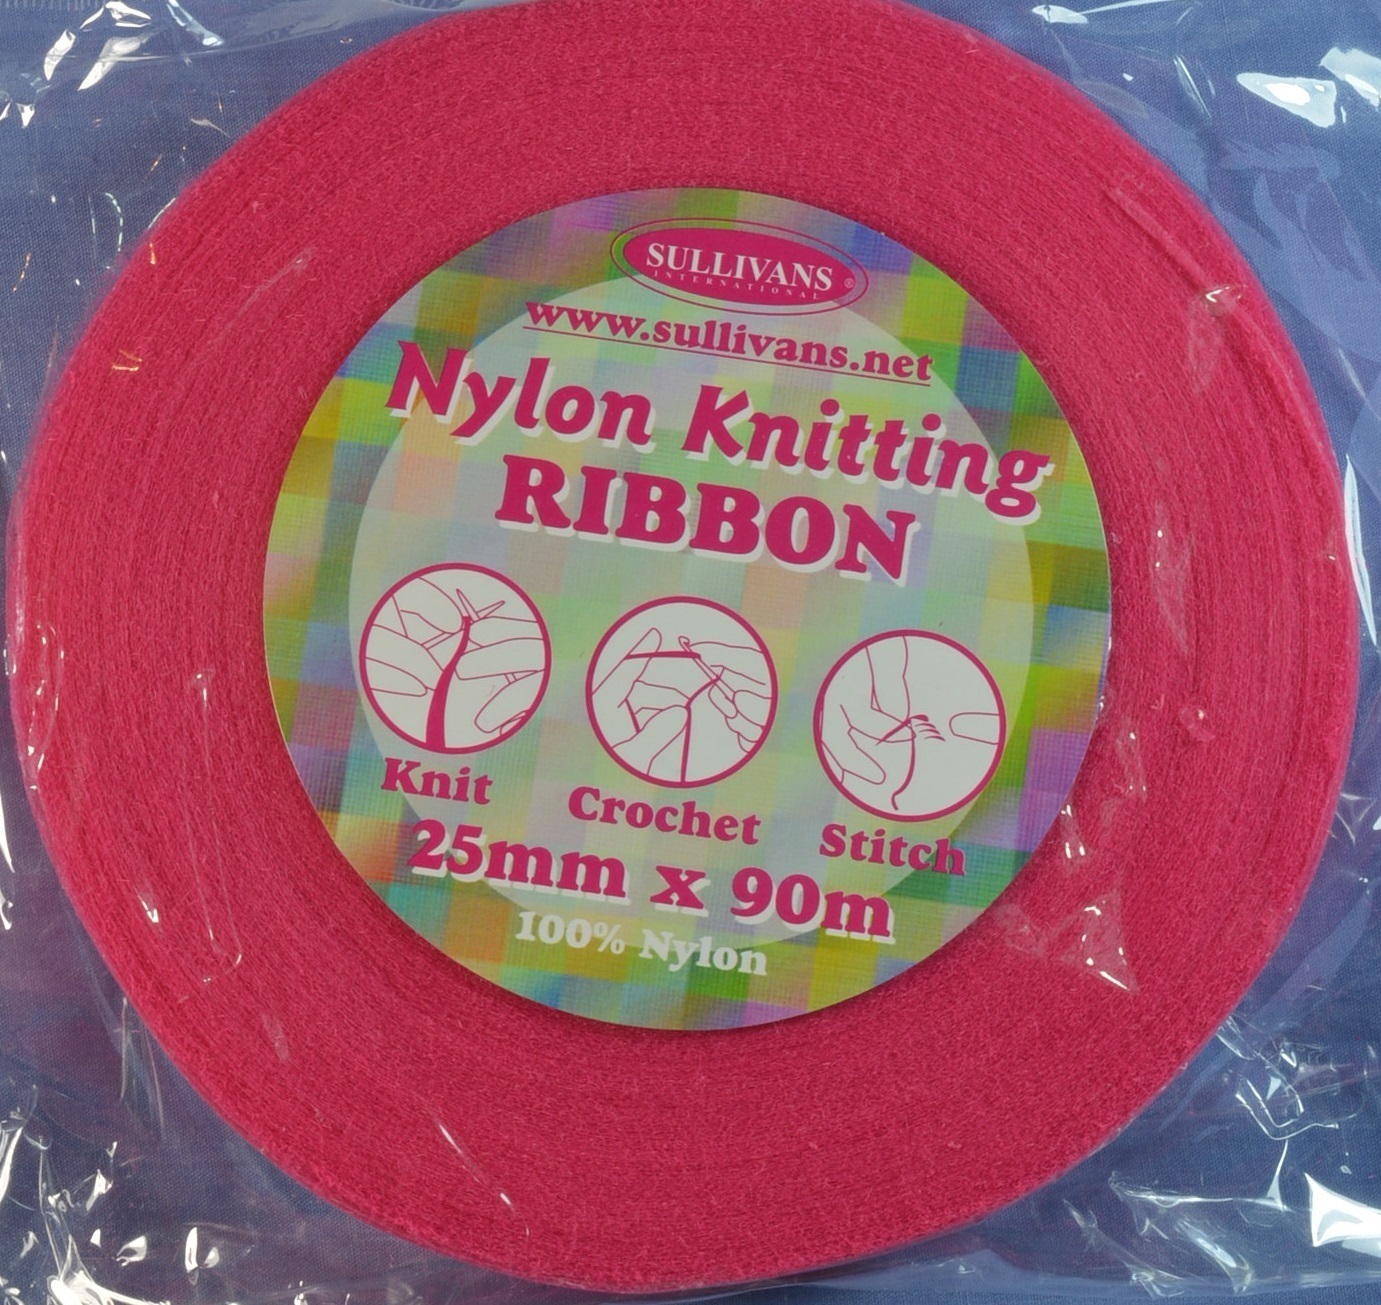 SULLIVANS
INTERNATIONAL ®
www.sullivans.net
Nylon Knitting
RIBBON
Knit
Crochet
Stitch
25mm x 90m
100% Nylon